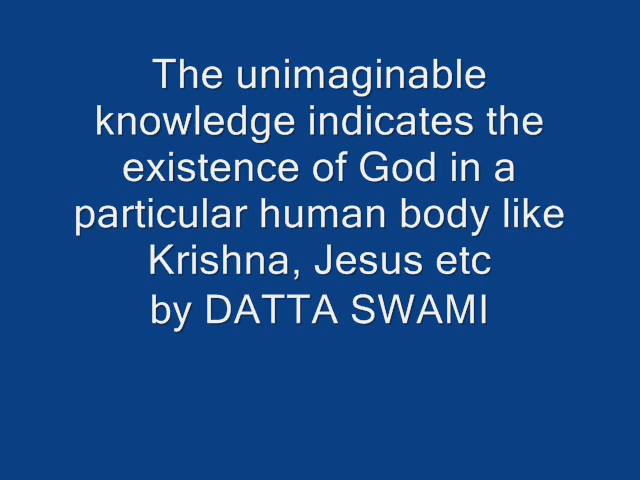 The unimaginable
knowledge indicates the
existence of God in a
particular human body like
Krishna, Jesus etc
by DATTA SWAMI